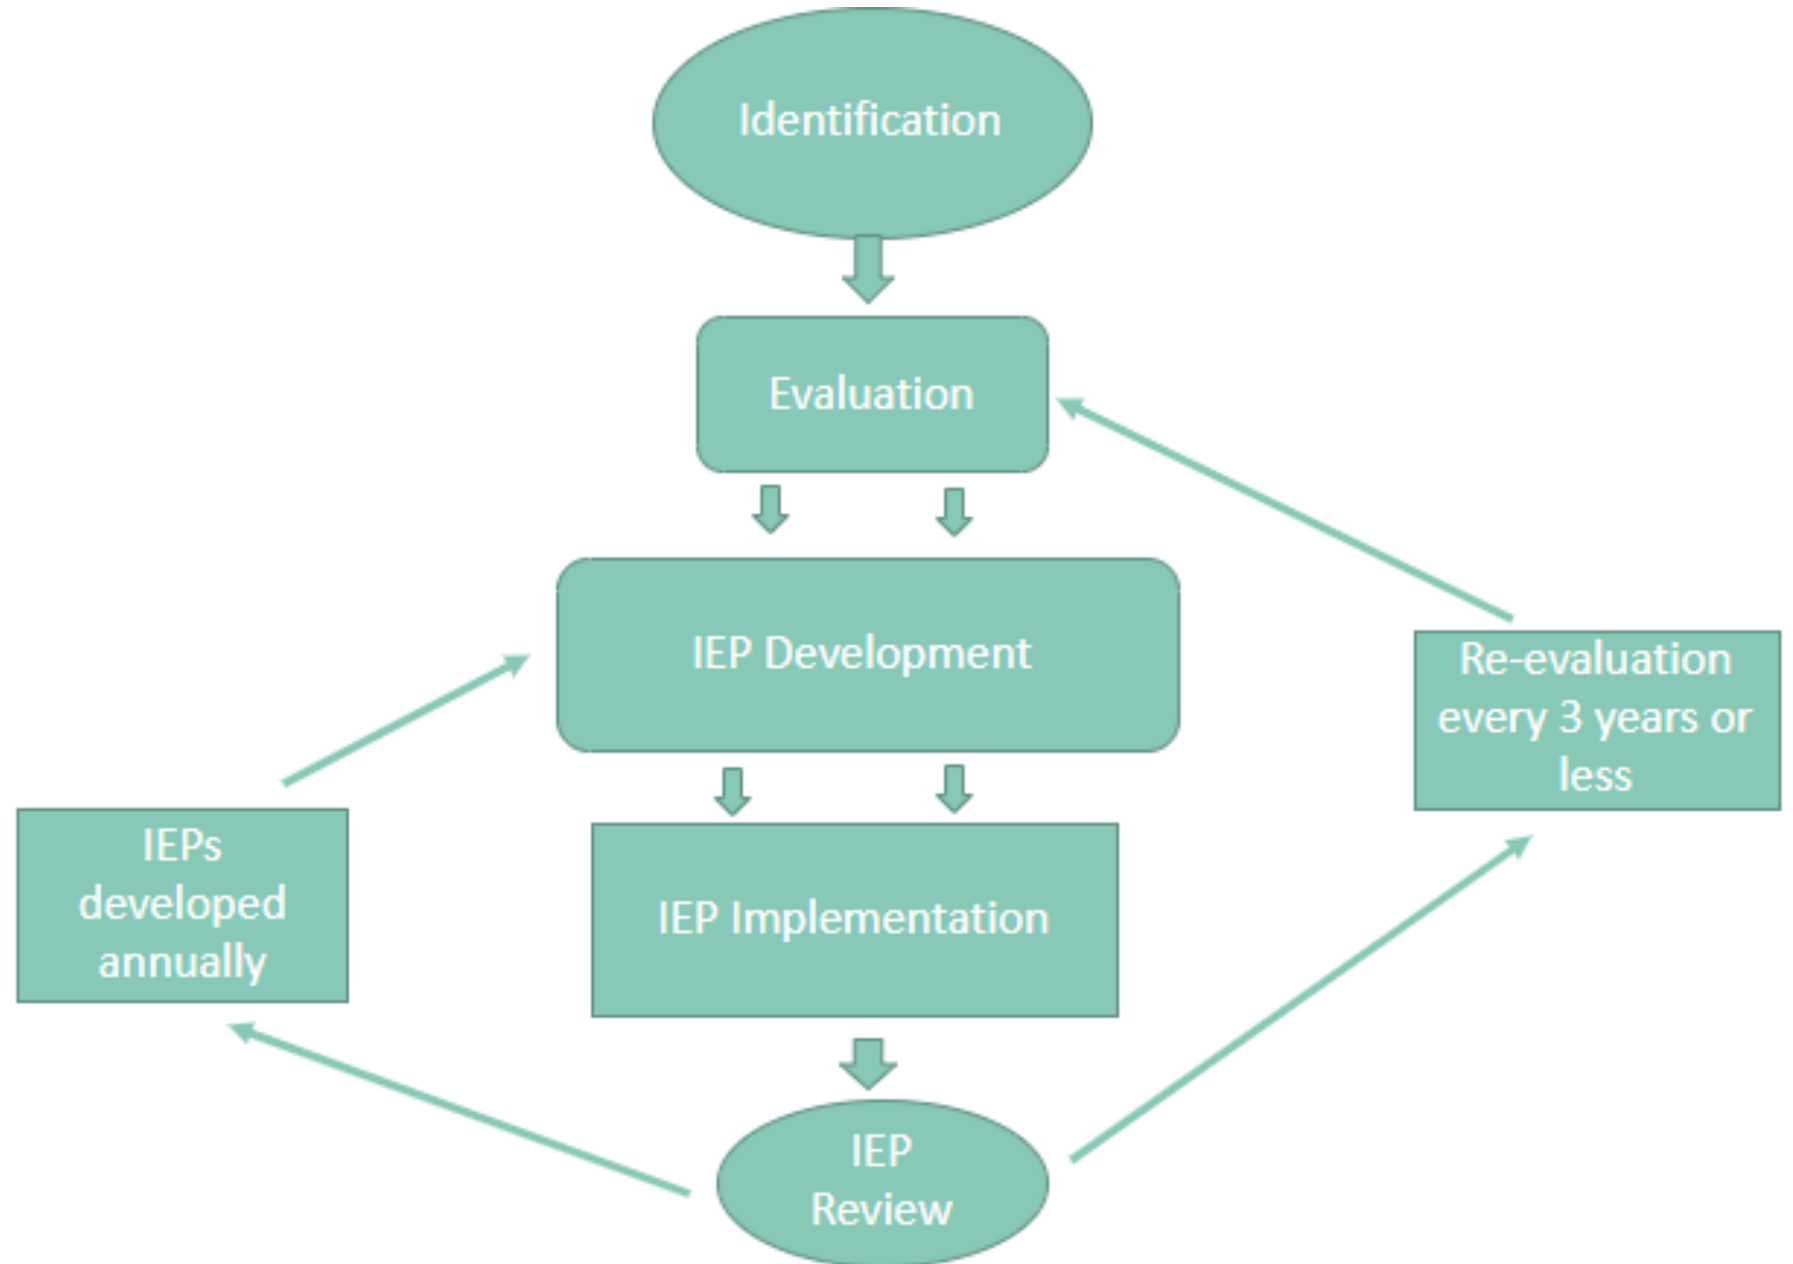 Identification
Evaluation
IEP Development
Re-evaluation
every 3 years or
less
IEPs
developed
annually
IEP Implementation
IEP
Review